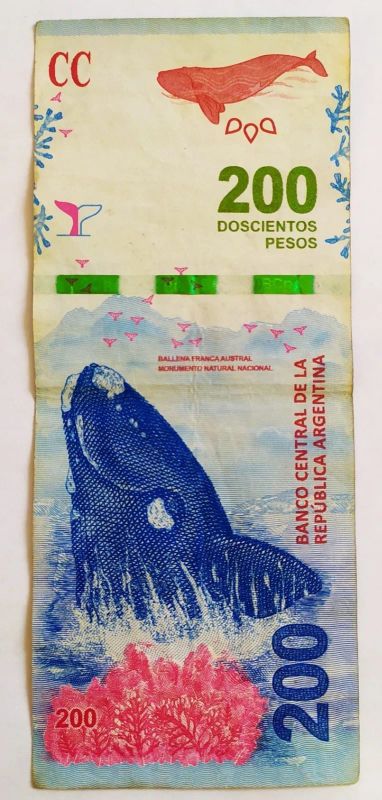 CC
200
DOSCIENTOS
PESOS
BALLENA FRANCA AUSTRAL
MONUMENTO NATURAL NACIONAL
BANCO CENTRAL DE LA
REPÚBLICA ARGENTINA
200
200